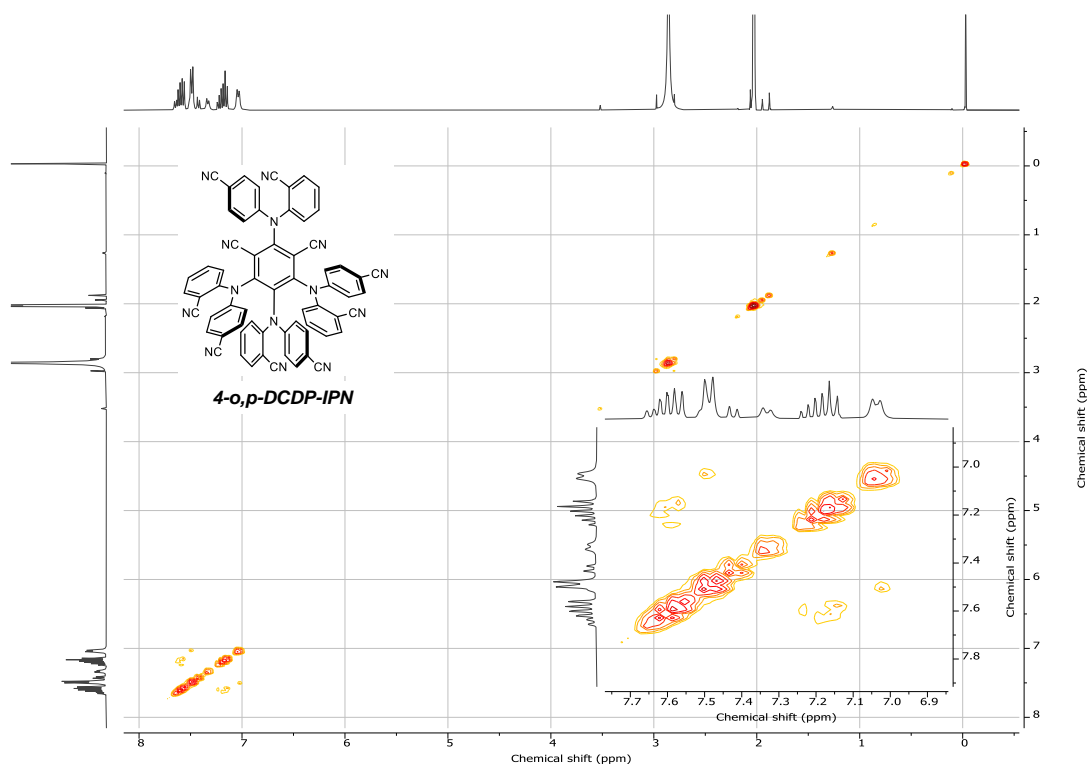 NC
NC
N
NC
CN
CN
N
N
N
CN
CN
NC
NC
CN
4-o,p-DCDP-IPN
0
1
2
3
4
5
6
7
8
Chemical shift (ppm)
7.0
7.2
7.4
7.6
7.8
Chemical shift (ppm)
7.7 7.6 7.5 7.4 7.3 7.2 7.1 7.0 6.9
Chemical shift (ppm)
8 7 6 5 4 3 2 1 0
Chemical shift (ppm)